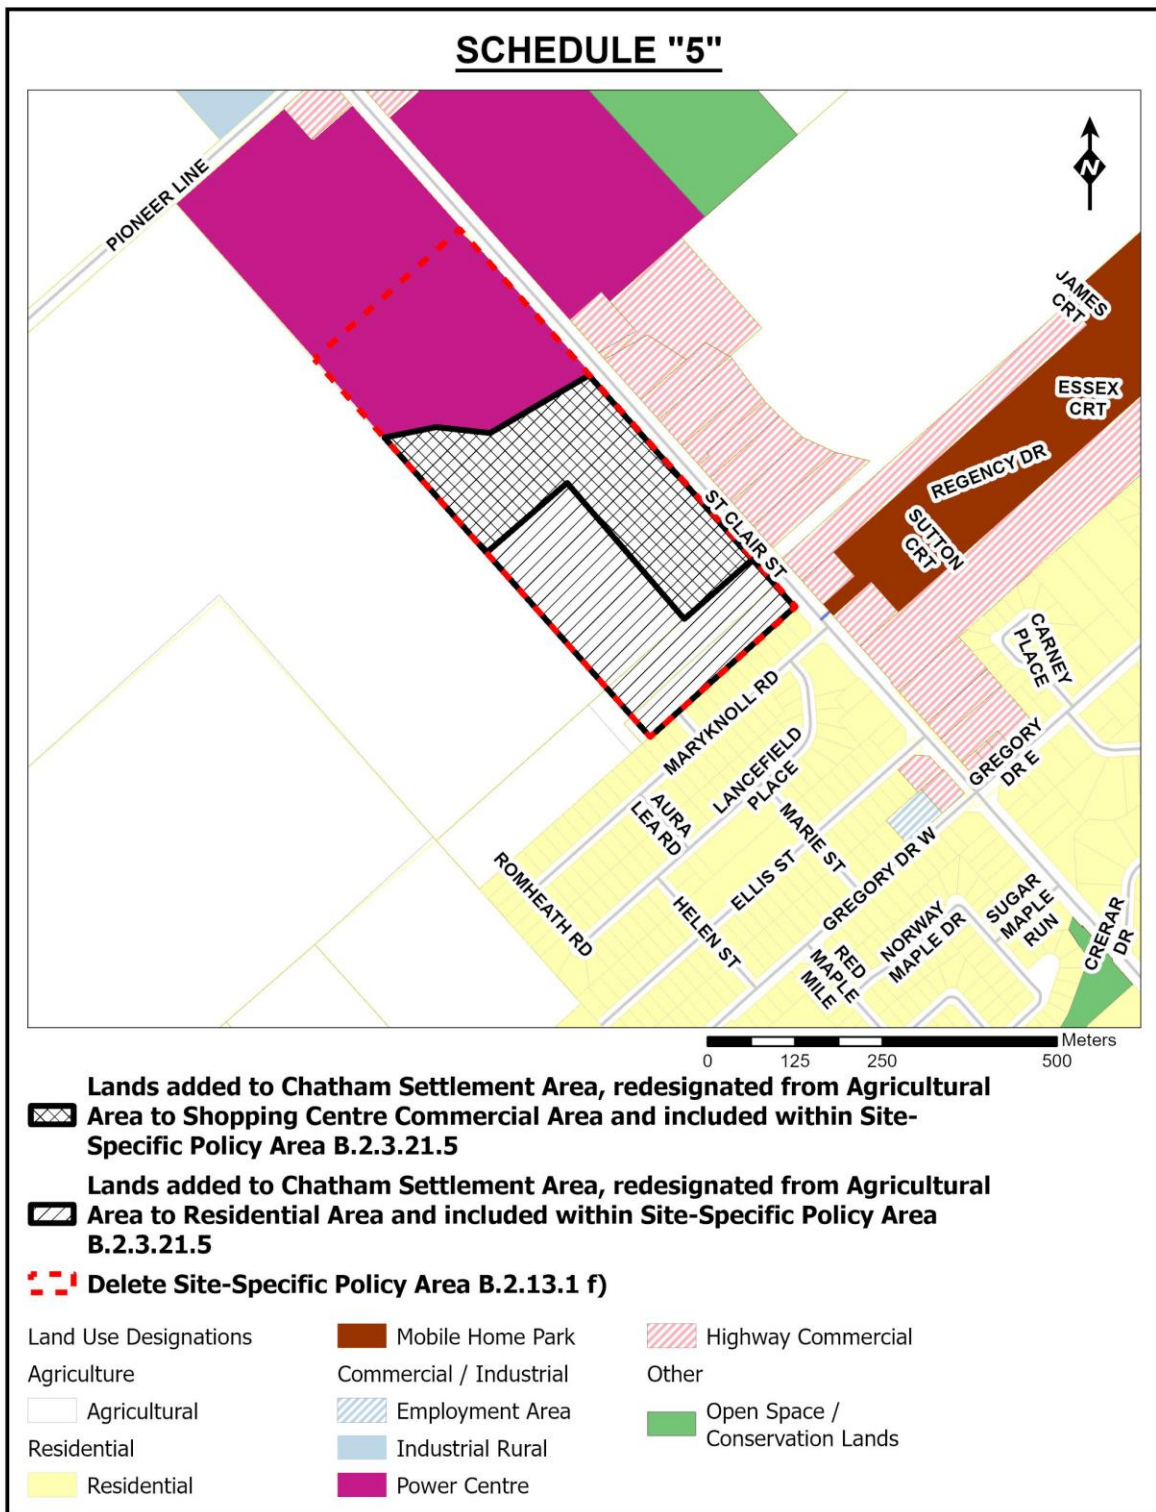 SCHEDULE "5"
PIONEER LINE
N
JAMES
CRT
ESSEX
CRT
REGENCY DR
SUTTON
CRT
ST CLAIR ST
CARNEY
PLACE
MARYKNOLL RD
GREGORY
DR E
LANCEFIELD
PLACE
AURA
LEA RD
MARIE ST
ROMHEATH RD
ELLIS ST
GREGORY DR W
HELEN ST
NORWAY
MAPLE DR
SUGAR
MAPLE
RUN
CRERAR
DR
RED
MAPLE
MILE
Meters
0 125 250 500
Lands added to Chatham Settlement Area, redesignated from Agricultural
Area to Shopping Centre Commercial Area and included within Site-
Specific Policy Area B.2.3.21.5
Lands added to Chatham Settlement Area, redesignated from Agricultural
Area to Residential Area and included within Site-Specific Policy Area
B.2.3.21.5
Delete Site-Specific Policy Area B.2.13.1 f)
Land Use Designations
Agriculture
Agricultural
Residential
Residential
Mobile Home Park
Commercial / Industrial
Employment Area
Industrial Rural
Power Centre
Highway Commercial
Other
Open Space /
Conservation Lands